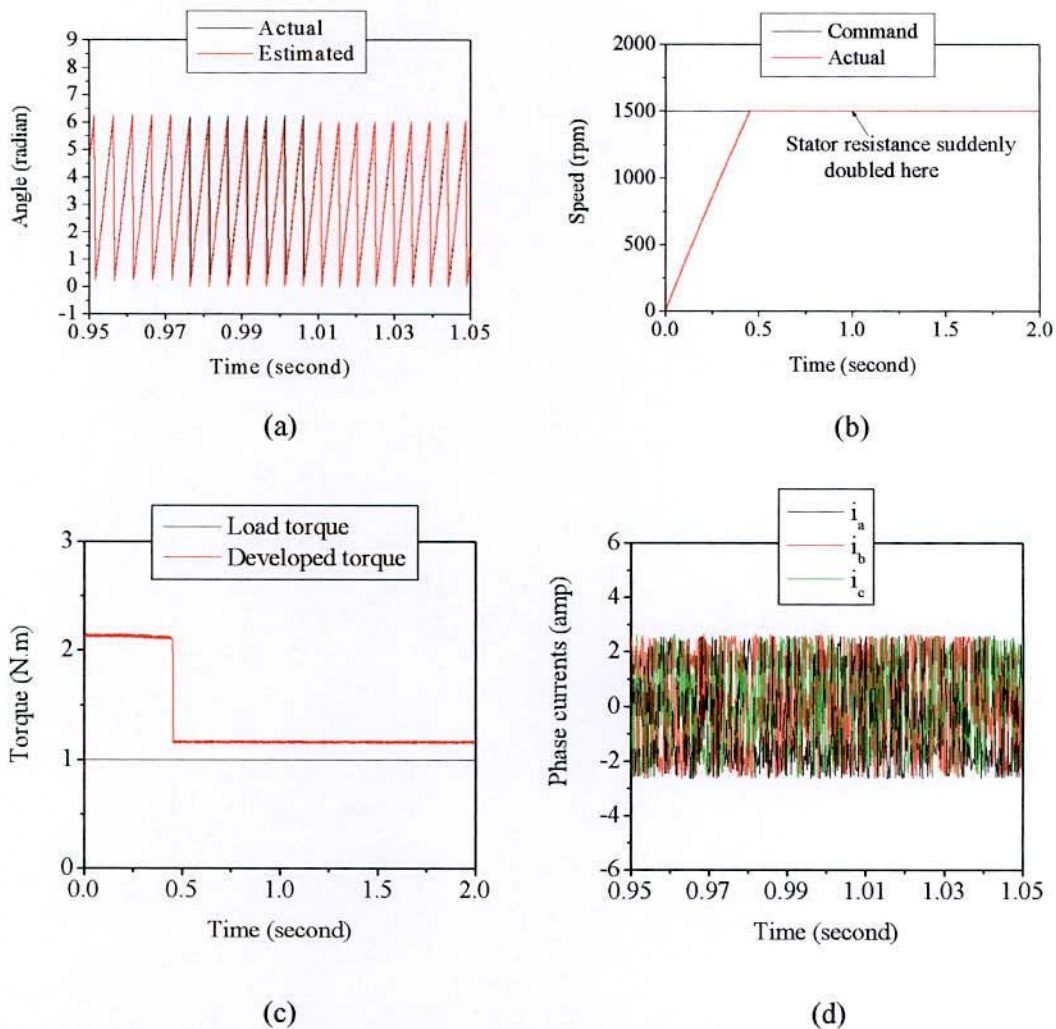 Actual
Estimated
9
8
7
6
5
4
3
2
1
0
-1
Angle (radian)
0.95 0.97 0.99 1.01 1.03 1.05
Time (second)
(a)
Command
Actual
2000
1500
1000
500
0
Speed (rpm)
Stator resistance suddenly
doubled here
0.0 0.5 1.0 1.5 2.0
Time (second)
(b)
Load torque
Developed torque
3
2
1
0
Torque (N m)
0.0 0.5 1.0 1.5 2.0
Time (second)
(c)
i_a
i_b
i_c
6
4
2
0
-2
-4
-6
Phase currents (amp)
0.95 0.97 0.99 1.01 1.03 1.05
Time (second)
(d)